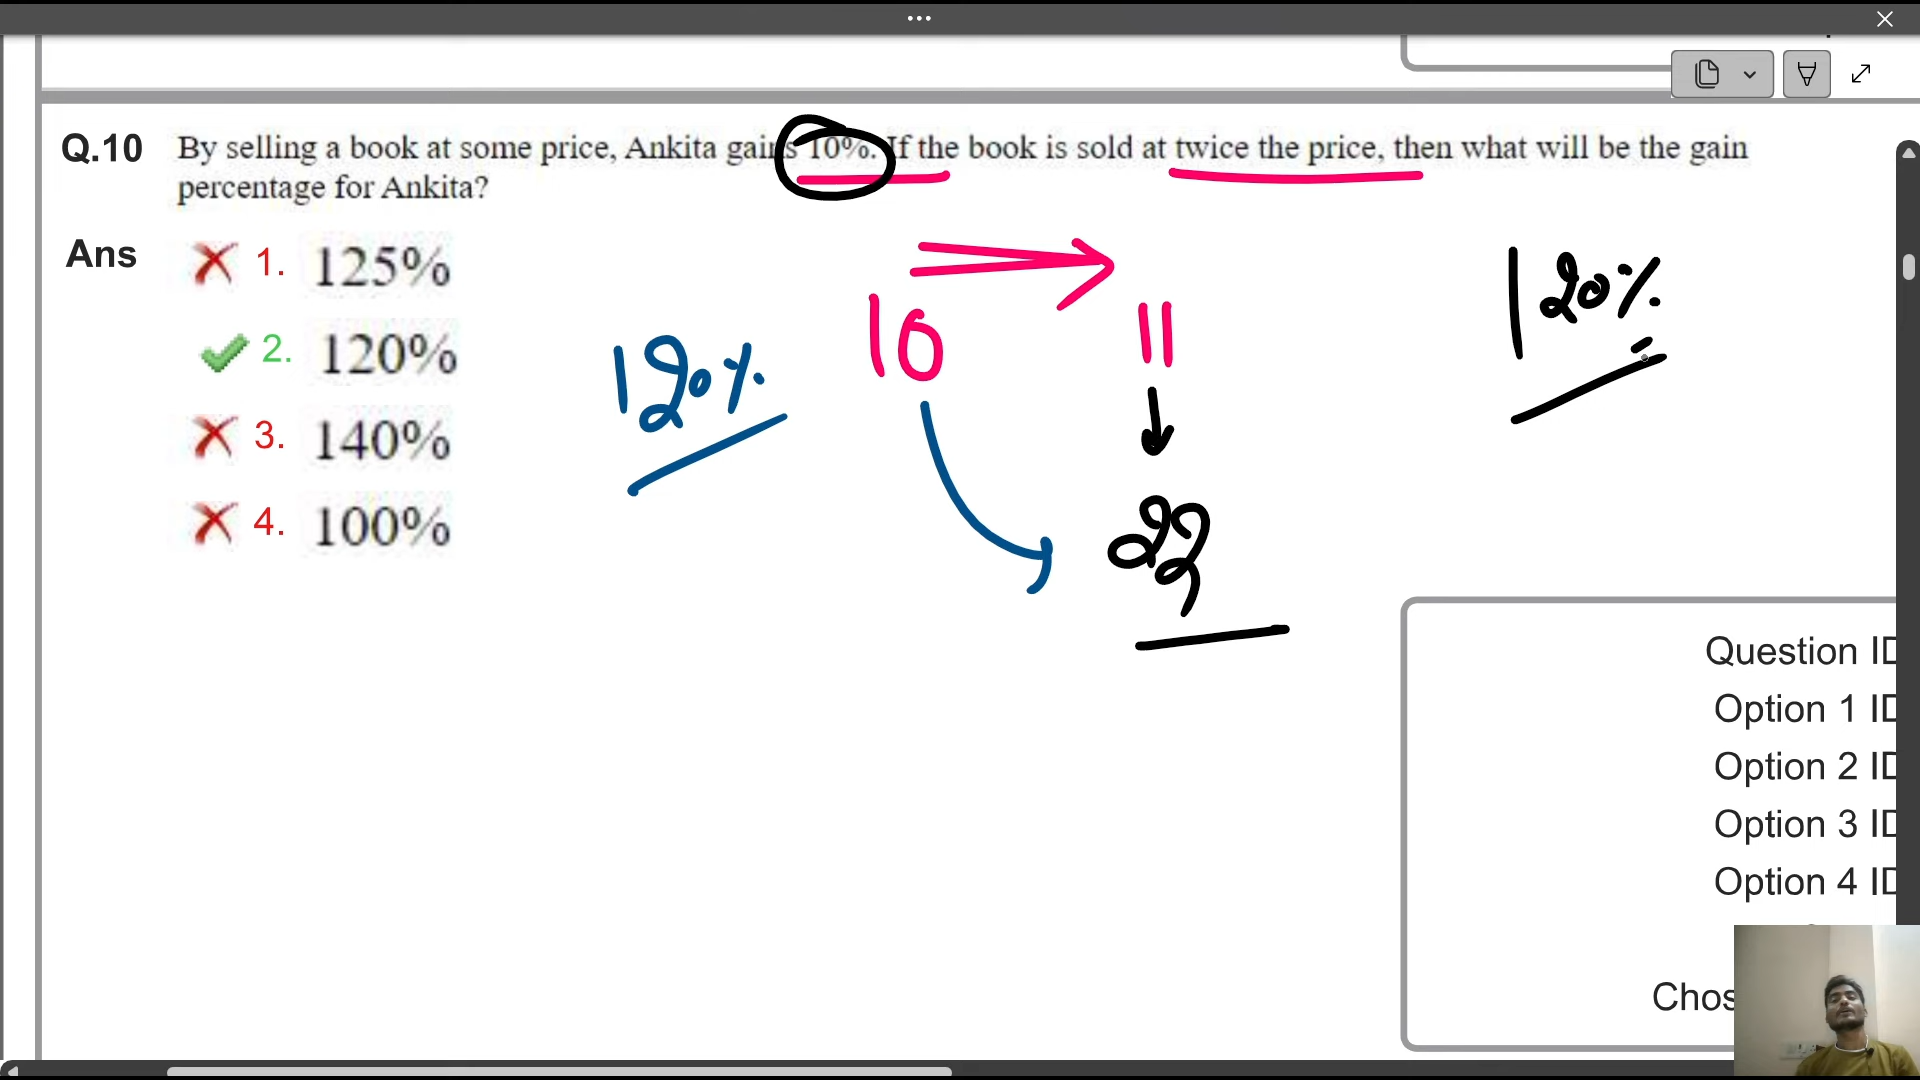 Q.10 By selling a book at some price, Ankita gains 10%. If the book is sold at twice the price, then what will be the gain
percentage for Ankita?
Ans
1. 125%
2. 120%
3. 140%
4. 100%
120%
10
11
22
120%
Question ID
Option 1 ID
Option 2 ID
Option 3 ID
Option 4 ID
Chos